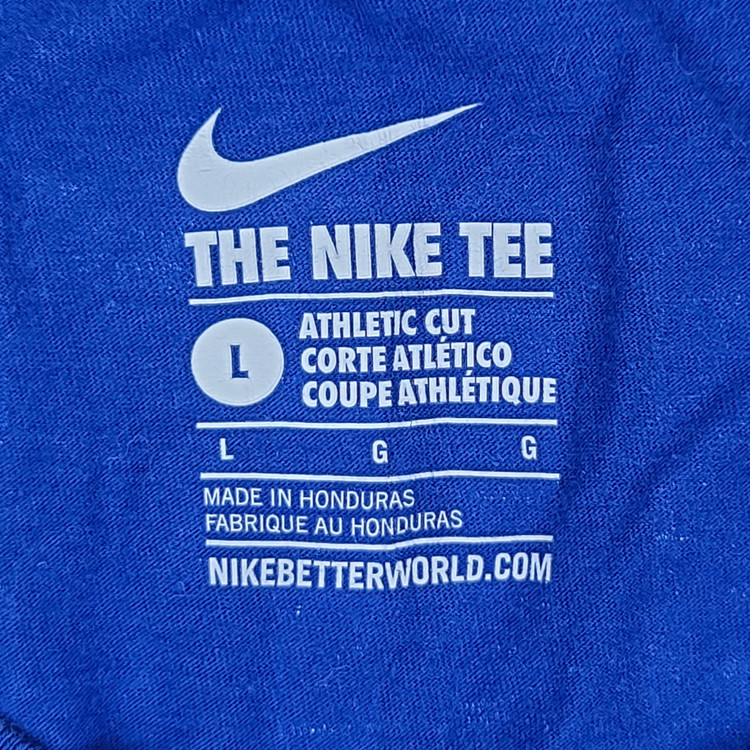 THE NIKE TEE
L
ATHLETIC CUT
CORTE ATLÉTICO
COUPE ATHLÉTIQUE
L G G
MADE IN HONDURAS
FABRIQUE AU HONDURAS
NIKEBETTERWORLD.COM